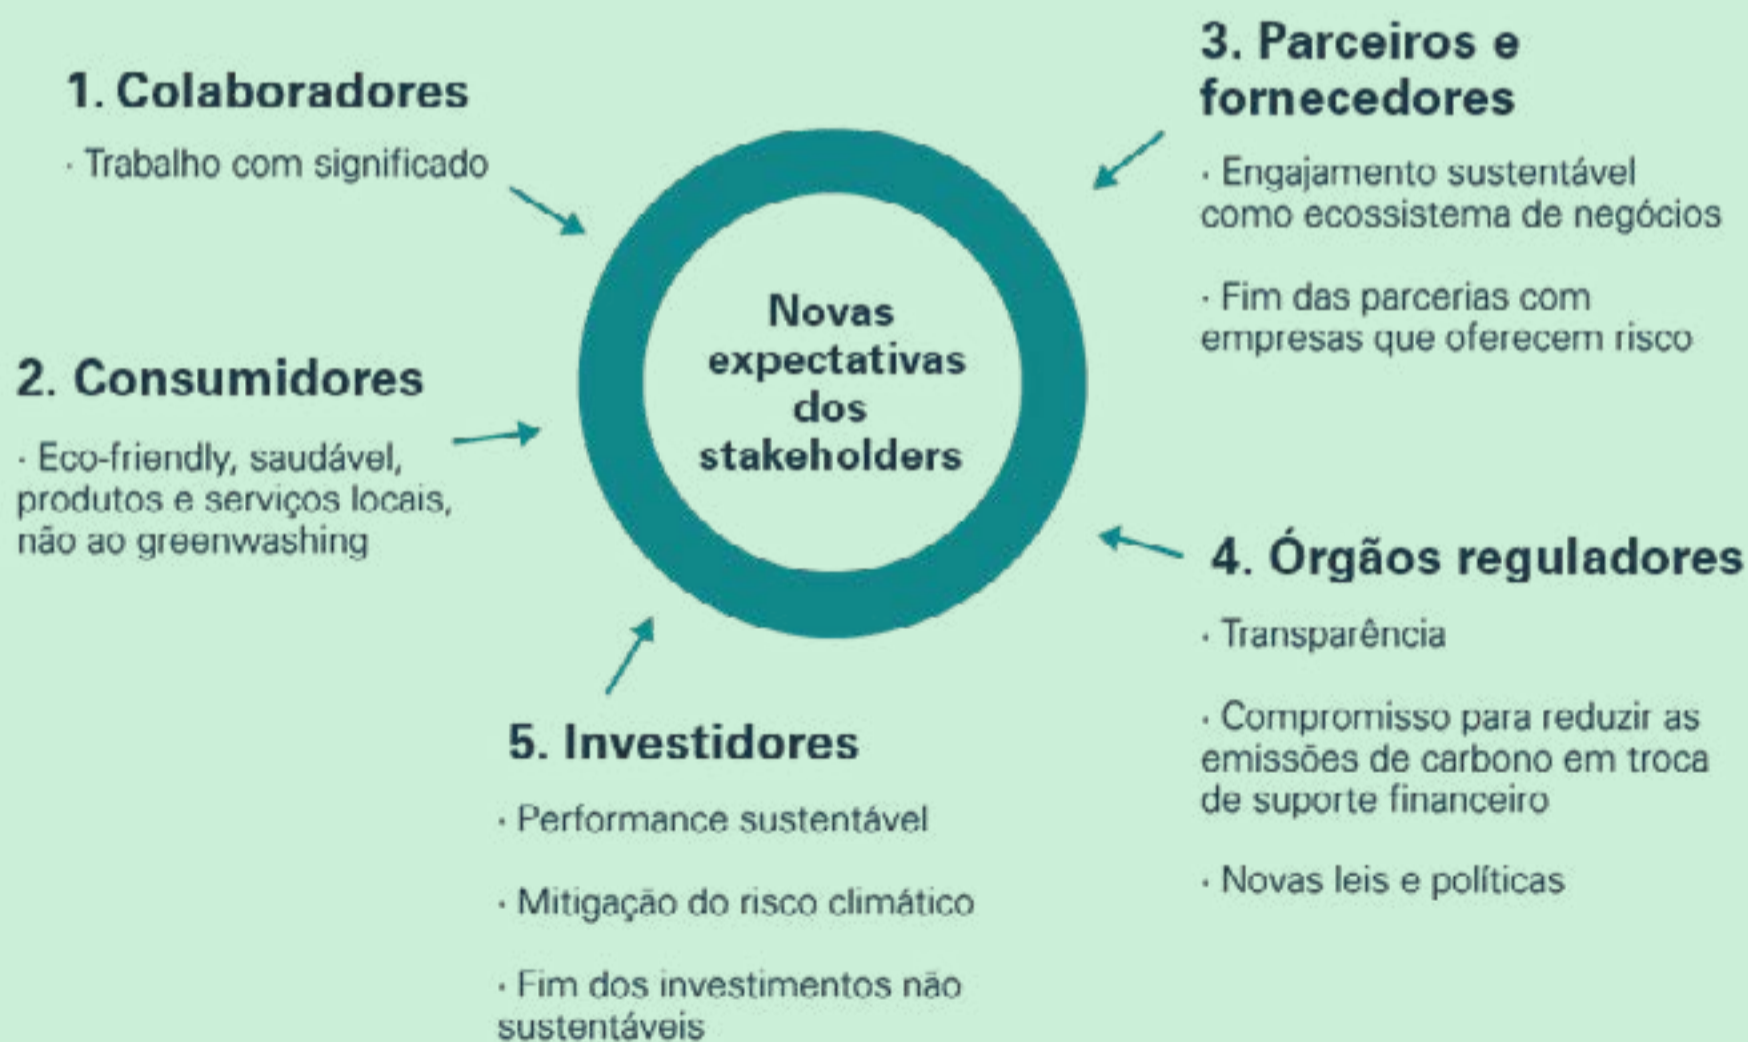 1. Colaboradores
· Trabalho com significado
2. Consumidores
· Eco-friendly, saudável,
produtos e serviços locais,
não ao greenwashing
Novas
expectativas
dos
stakeholders
3. Parceiros e
fornecedores
· Engajamento sustentável
como ecossistema de negócios
· Fim das parcerias com
empresas que oferecem risco
4. Órgãos reguladores
· Transparência
· Compromisso para reduzir as
emissões de carbono em troca
de suporte financeiro
· Novas leis e políticas
5. Investidores
· Performance sustentável
· Mitigação do risco climático
· Fim dos investimentos não
sustentáveis